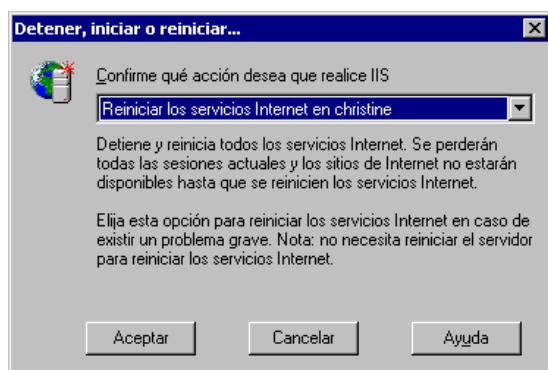 Detener, iniciar o reiniciar...
Confirme qué acción desea que realice IIS
Reiniciar los servicios Internet en christine
Detiene y reinicia todos los servicios Internet. Se perderán
todas las sesiones actuales y los sitios de Internet no estarán
disponibles hasta que se reinicien los servicios Internet.
Elija esta opción para reiniciar los servicios Internet en caso de
existir un problema grave. Nota: no necesita reiniciar el servidor
para reiniciar los servicios Internet.
Aceptar
Cancelar
Ayuda